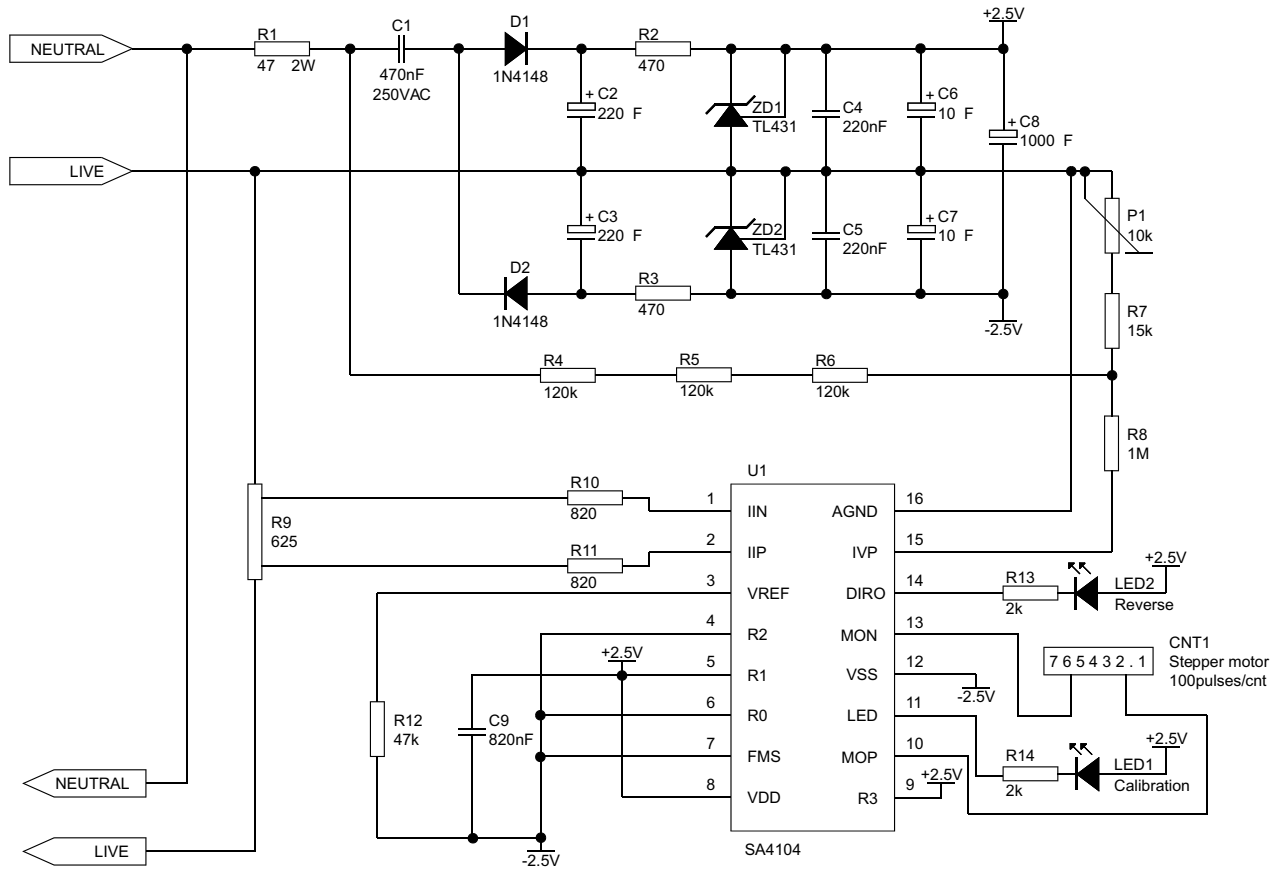 +2.5V
NEUTRAL
R1
47 2W
C1
470nF
250VAC
D1
1N4148
R2
470
+ C2
220 F
ZD1
TL431
C4
220nF
+ C6
10 F
+ C8
1000 F
LIVE
+ C3
220 F
ZD2
TL431
C5
220nF
+ C7
10 F
P1
10k
D2
1N4148
R3
470
-2.5V
R7
15k
R4
120k
R5
120k
R6
120k
R8
1M
U1
R9
625
R10
820
R11
820
1 IIN
2 IIP
3 VREF
4 R2
5 R1
6 R0
7 FMS
8 VDD
AGND 16
IVP 15
DIRO 14
MON 13
VSS 12
LED 11
MOP 10
R3 9
SA4104
R13
2k
LED2
Reverse
+2.5V
CNT1
Stepper motor
100pulses/cnt
7 6 5 4 3 2 . 1
-2.5V
R14
2k
LED1
Calibration
+2.5V
+2.5V
+2.5V
R12
47k
C9
820nF
-2.5V
NEUTRAL
LIVE